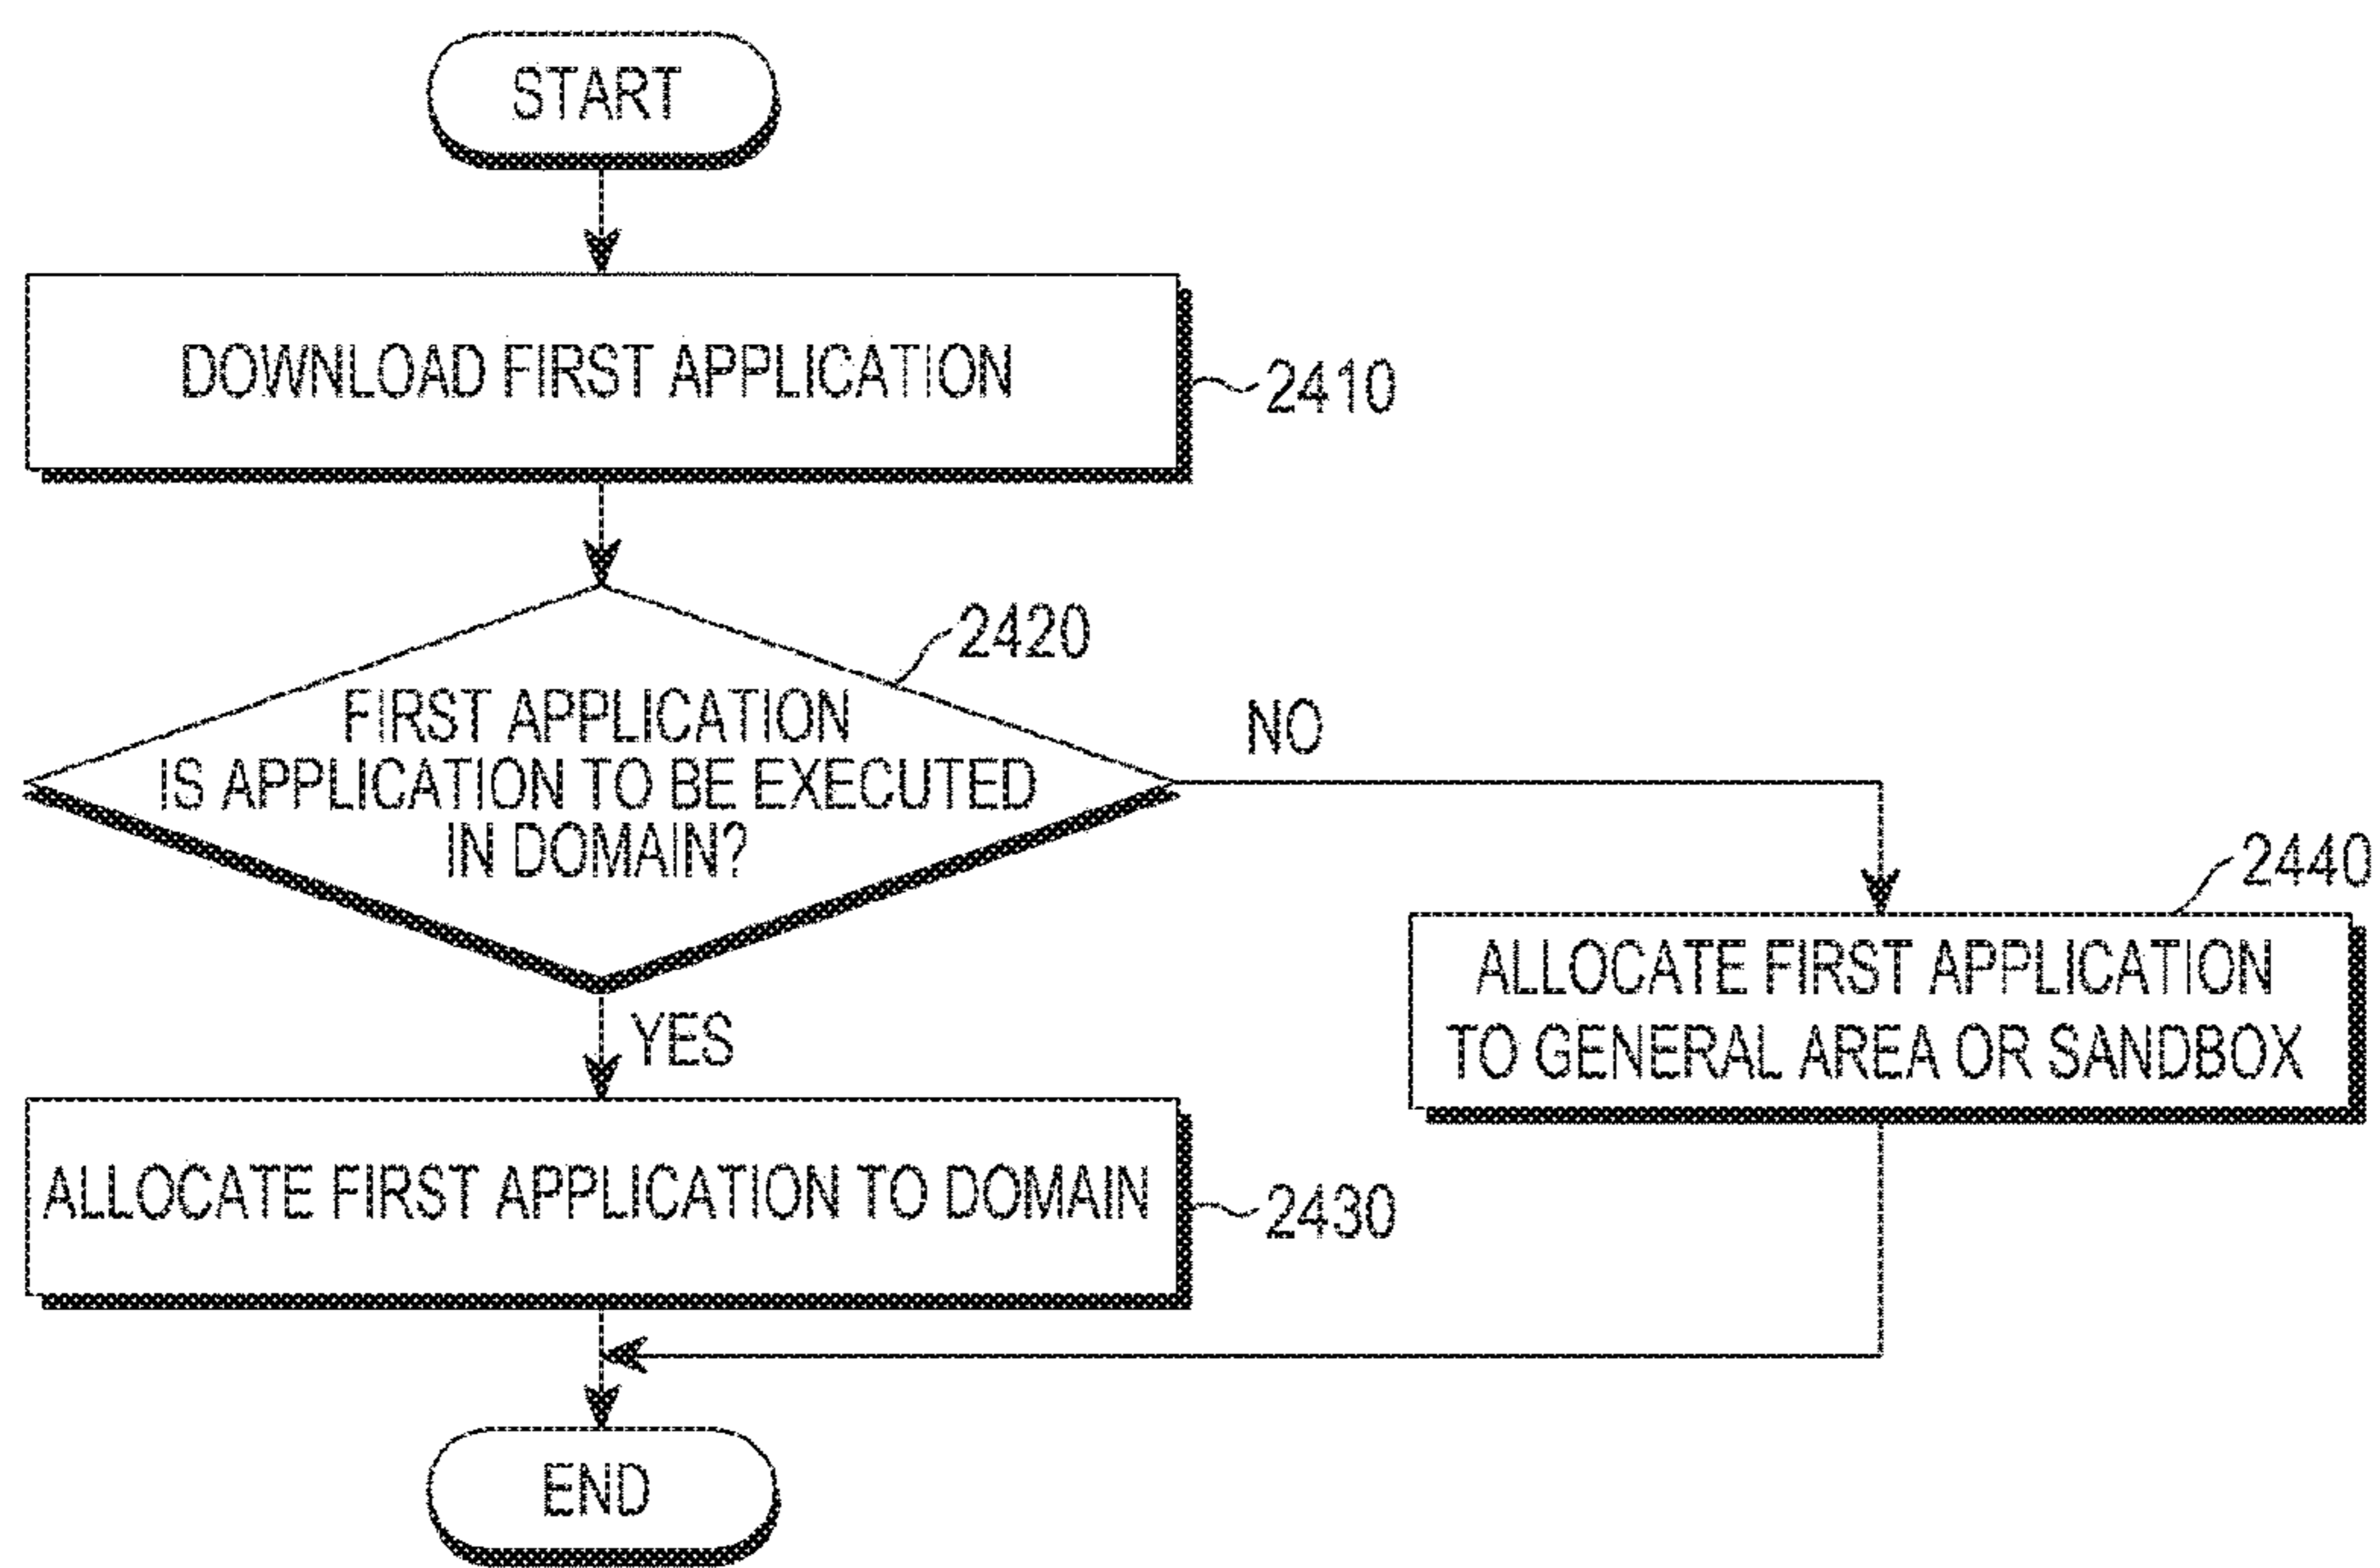 START
DOWNLOAD FIRST APPLICATION
2410
2420
FIRST APPLICATION
IS APPLICATION TO BE EXECUTED
IN DOMAIN?
NO
2440
ALLOCATE FIRST APPLICATION
TO GENERAL AREA OR SANDBOX
YES
ALLOCATE FIRST APPLICATION TO DOMAIN
2430
END